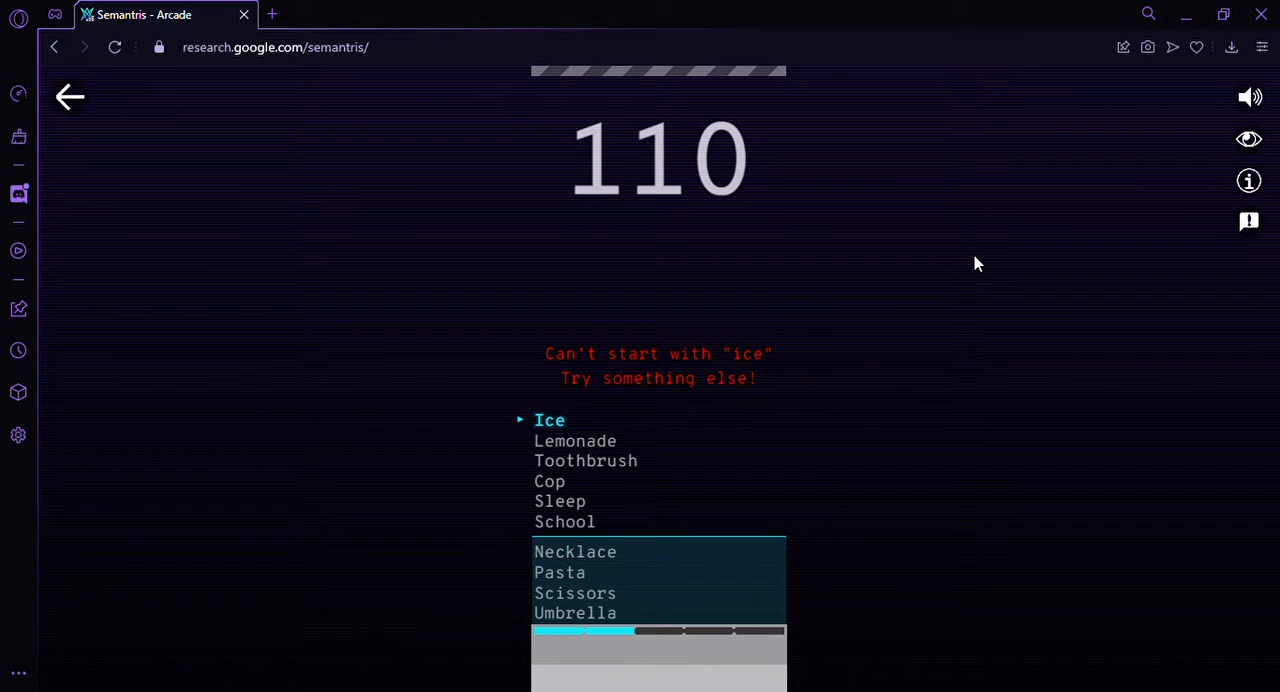 Semantris - Arcade
research.google.com/semantris/
110
Can't start with "ice"
Try something else!
Ice
Lemonade
Toothbrush
Cop
Sleep
School
Necklace
Pasta
Scissors
Umbrella